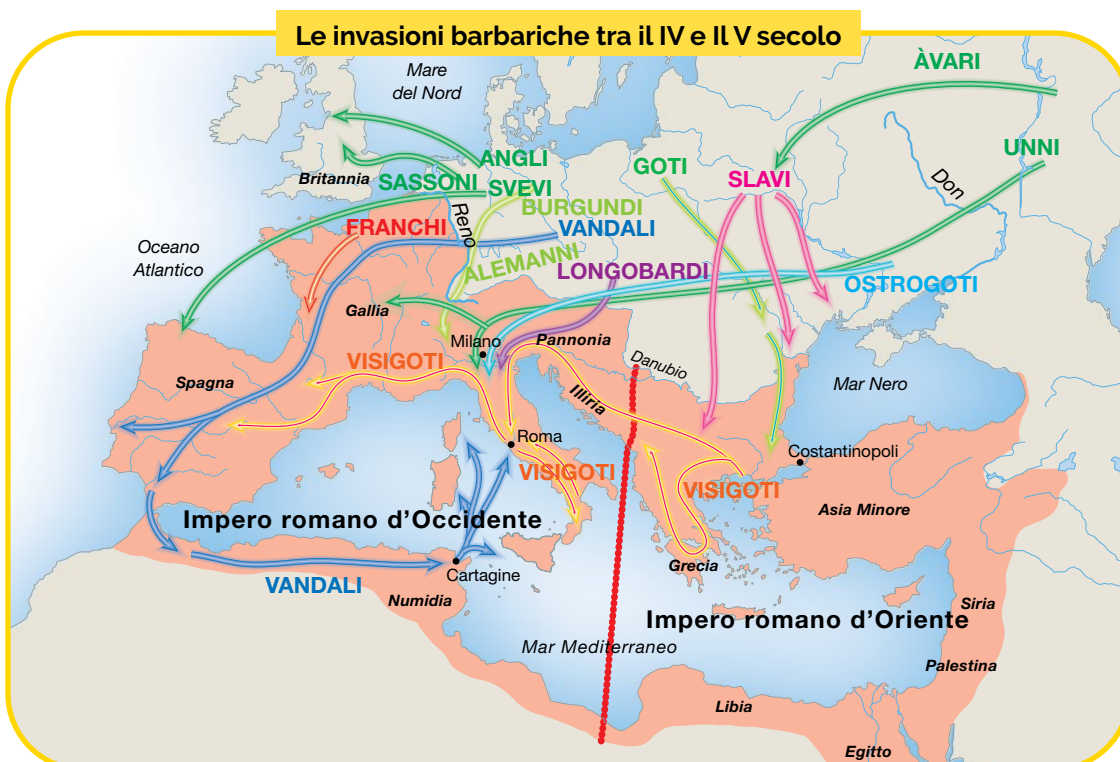 Le invasioni barbariche tra il IV e Il V secolo
Mare
del Nord
ÀVARI
UNNI
ANGLI
GOTI
SLAVI
Don
Britannia
SASSONI
SVEVI
BURGUNDI
Reno
FRANCHI
VANDALI
Oceano
Atlantico
ALEMANNI
LONGOBARDI
OSTROGOTI
Gallia
Milano
Pannonia
VISIGOTI
Danubio
Spagna
Mar Nero
Illiria
Roma
Costantinopoli
VISIGOTI
VISIGOTI
Asia Minore
Impero romano d'Occidente
Grecia
Cartagine
VANDALI
Numidia
Siria
Impero romano d'Oriente
Mar Mediterraneo
Palestina
Libia
Egitto